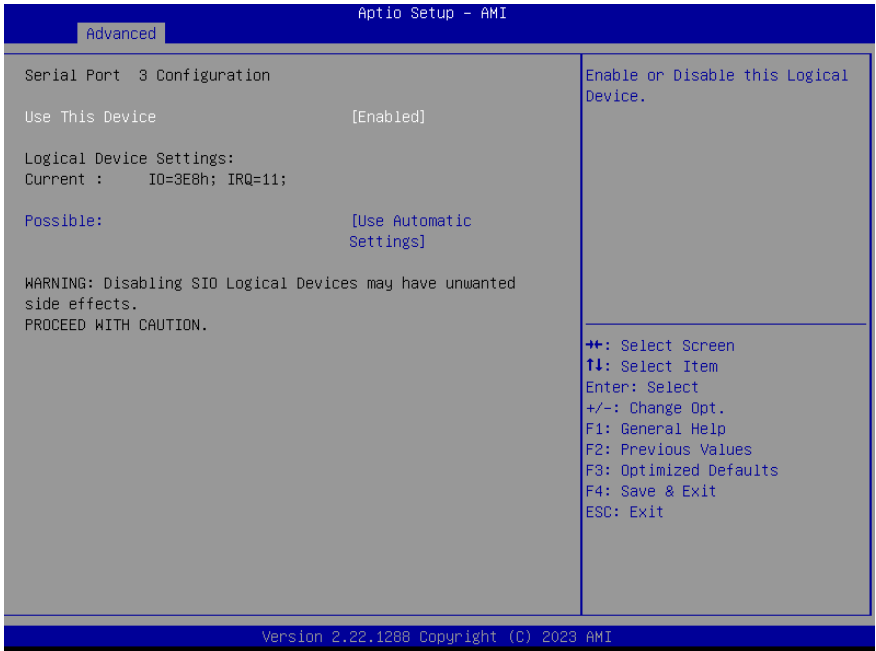 Aptio Setup – AMI
Advanced
Serial Port  3 Configuration
Use This Device [Enabled]
Logical Device Settings:
Current :   IO=3E8h; IRQ=11;
Possible: [Use Automatic
Settings]
WARNING: Disabling SIO Logical Devices may have unwanted
side effects.
PROCEED WITH CAUTION.
Enable or Disable this Logical
Device.
→←: Select Screen
↑↓: Select Item
Enter: Select
+/-: Change Opt.
F1: General Help
F2: Previous Values
F3: Optimized Defaults
F4: Save & Exit
ESC: Exit
Version 2.22.1288 Copyright (C) 2023 AMI